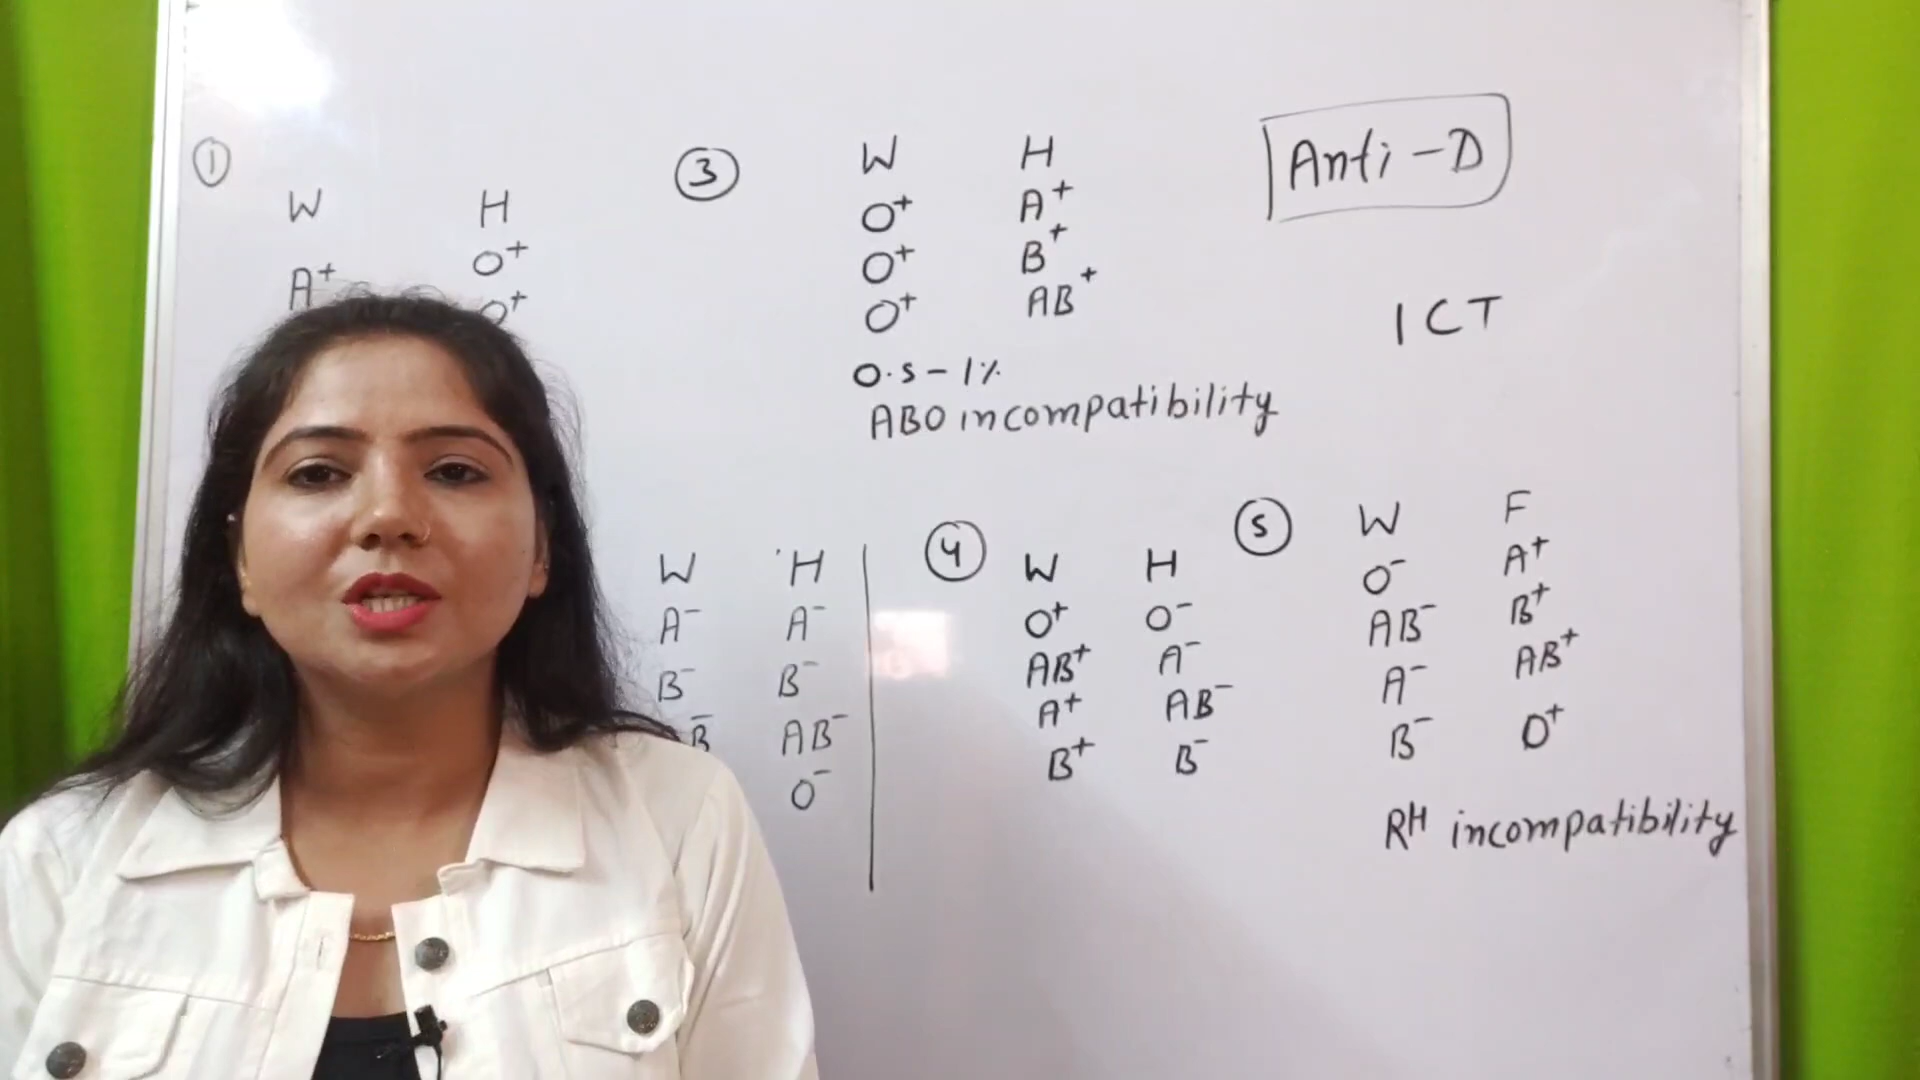 ①
W H
A+ O+
O+
③
W H
O+ A+
O+ B+
O+ AB+
0.5-1%
ABO incompatibility
Anti-D
ICT
W H
A- A-
B- B-
B- AB-
O-
④
W H
O+ O-
AB+ A-
A+ AB-
B+ B-
⑤
W F
O- A+
AB- B+
A- AB+
B- O+
RH incompatibility